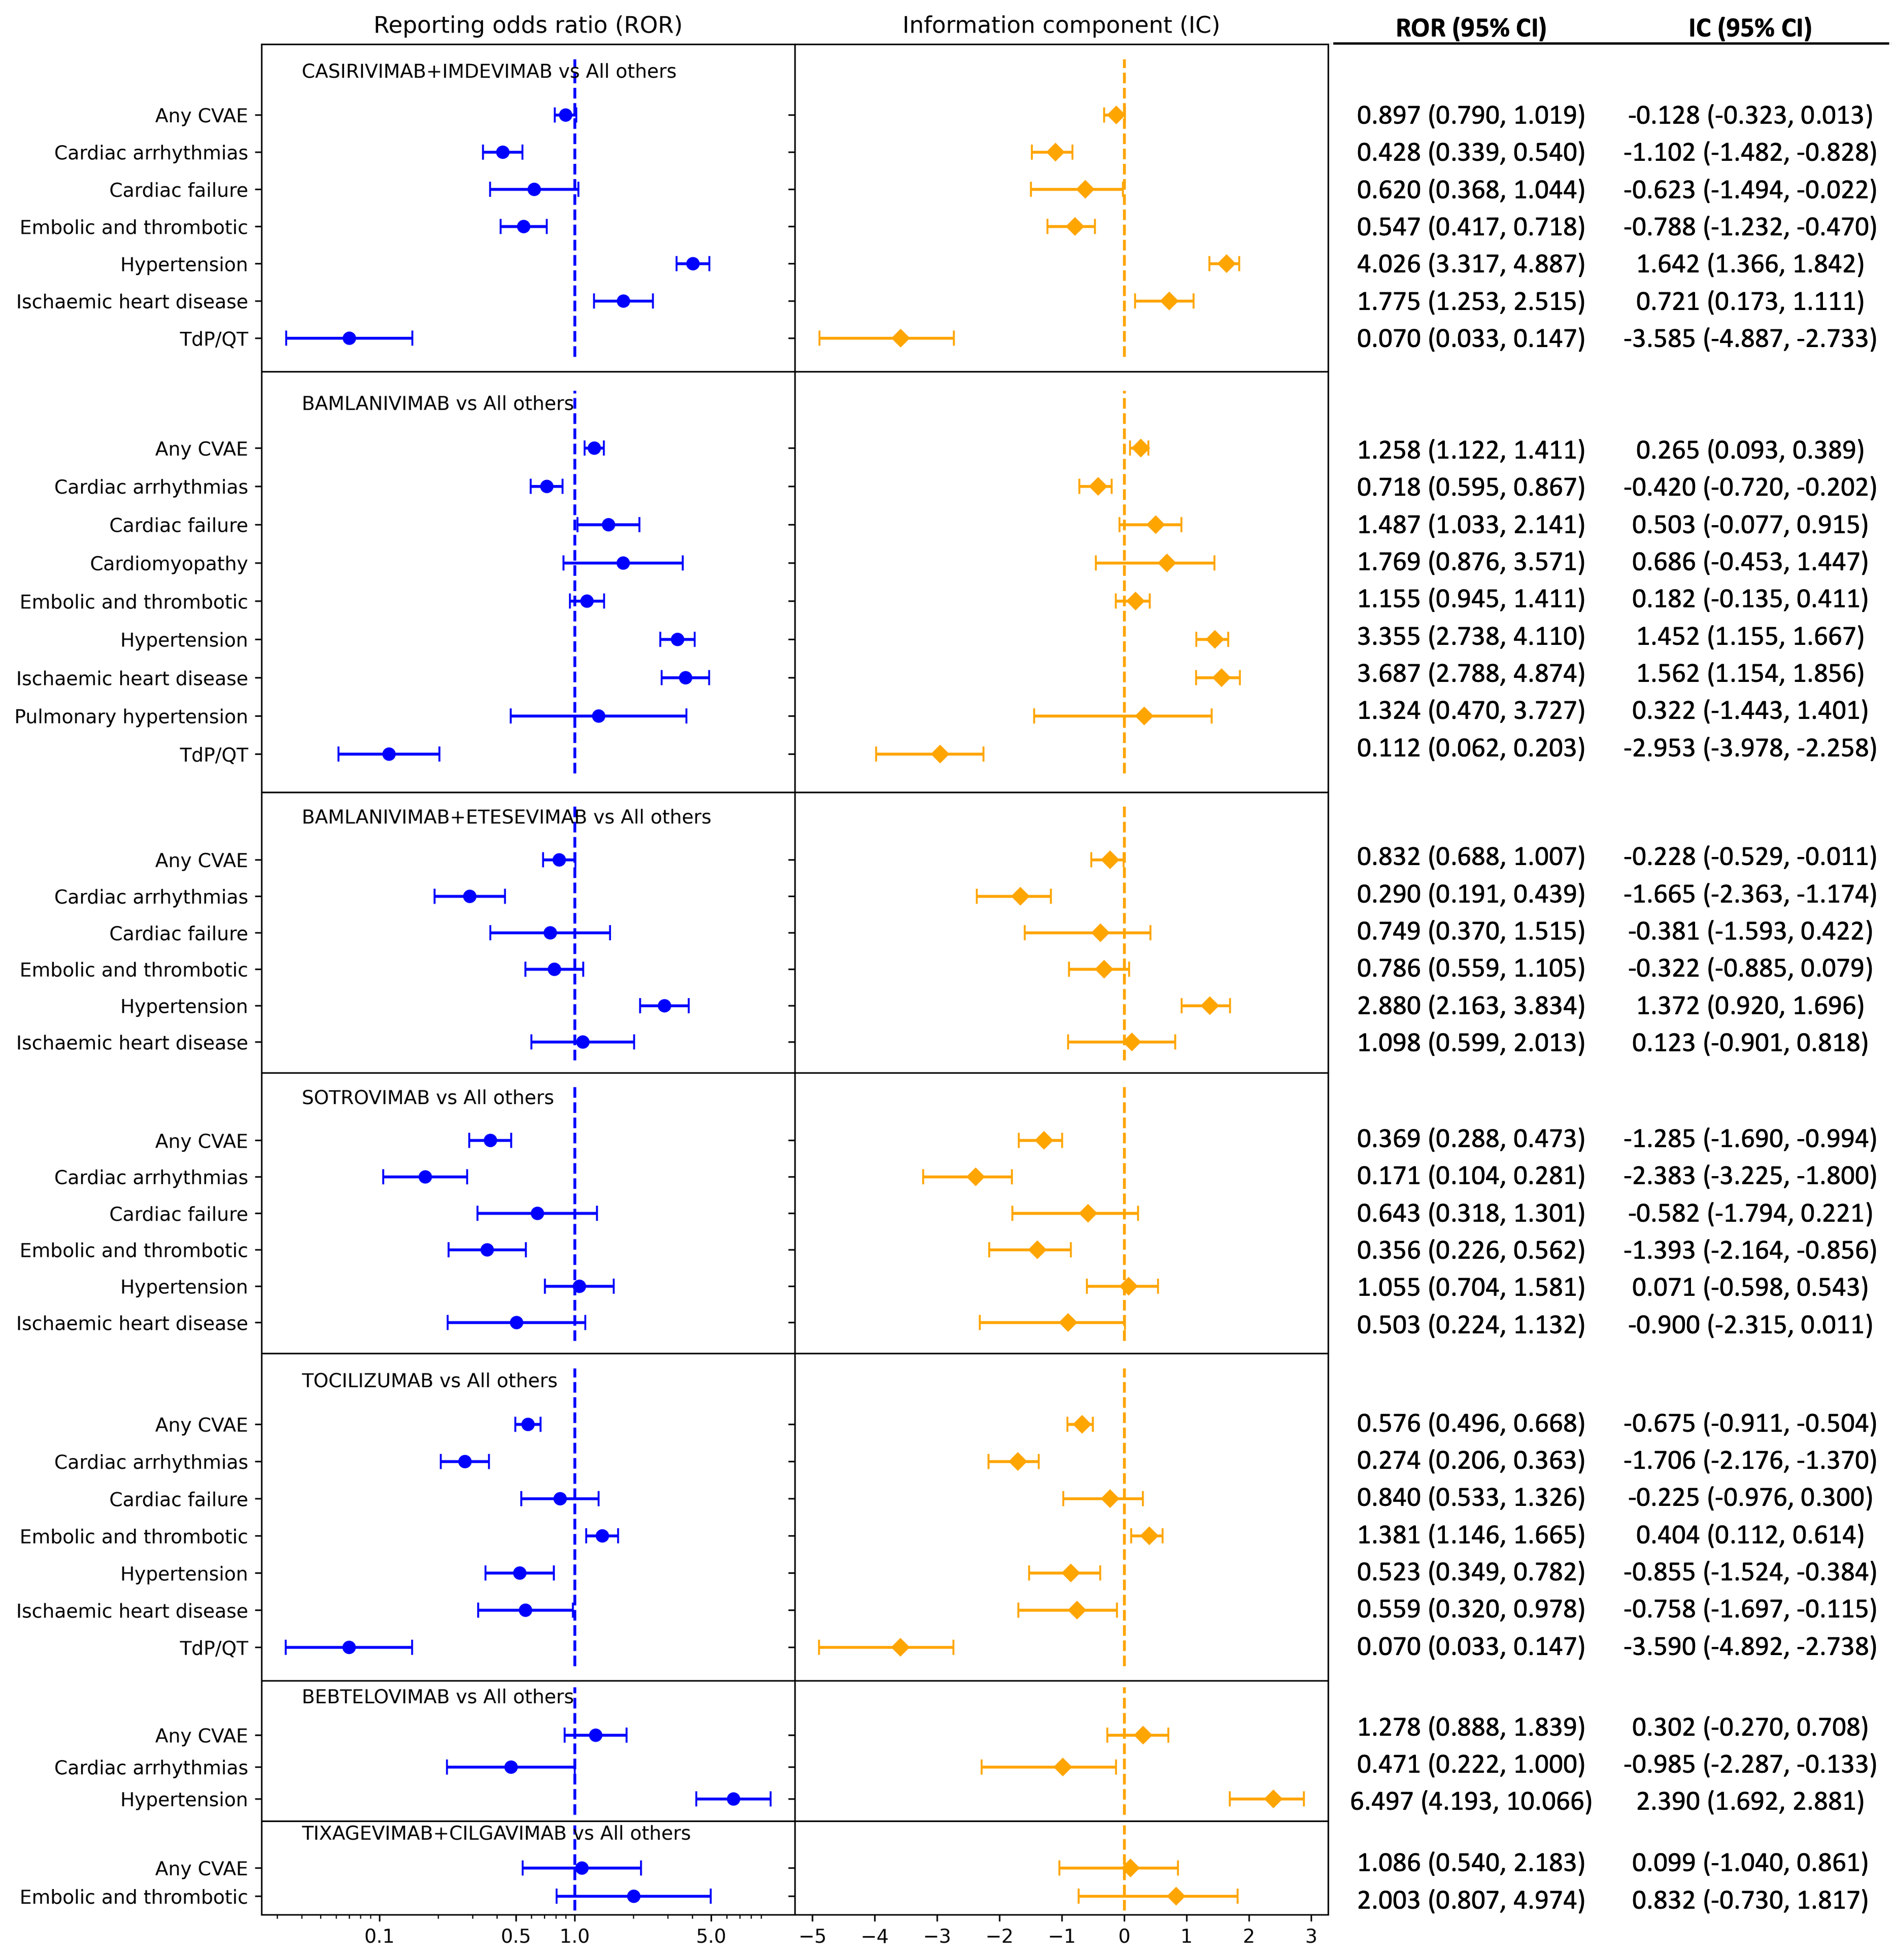 Reporting odds ratio (ROR) Information component (IC) ROR (95% CI) IC (95% CI)
CASIRIVIMAB+IMDEVIMAB vs All others
Any CVAE 0.897 (0.790, 1.019) -0.128 (-0.323, 0.013)
Cardiac arrhythmias 0.428 (0.339, 0.540) -1.102 (-1.482, -0.828)
Cardiac failure 0.620 (0.368, 1.044) -0.623 (-1.494, -0.022)
Embolic and thrombotic 0.547 (0.417, 0.718) -0.788 (-1.232, -0.470)
Hypertension 4.026 (3.317, 4.887) 1.642 (1.366, 1.842)
Ischaemic heart disease 1.775 (1.253, 2.515) 0.721 (0.173, 1.111)
TdP/QT 0.070 (0.033, 0.147) -3.585 (-4.887, -2.733)
BAMLANIVIMAB vs All others
Any CVAE 1.258 (1.122, 1.411) 0.265 (0.093, 0.389)
Cardiac arrhythmias 0.718 (0.595, 0.867) -0.420 (-0.720, -0.202)
Cardiac failure 1.487 (1.033, 2.141) 0.503 (-0.077, 0.915)
Cardiomyopathy 1.769 (0.876, 3.571) 0.686 (-0.453, 1.447)
Embolic and thrombotic 1.155 (0.945, 1.411) 0.182 (-0.135, 0.411)
Hypertension 3.355 (2.738, 4.110) 1.452 (1.155, 1.667)
Ischaemic heart disease 3.687 (2.788, 4.874) 1.562 (1.154, 1.856)
Pulmonary hypertension 1.324 (0.470, 3.727) 0.322 (-1.443, 1.401)
TdP/QT 0.112 (0.062, 0.203) -2.953 (-3.978, -2.258)
BAMLANIVIMAB+ETESEVIMAB vs All others
Any CVAE 0.832 (0.688, 1.007) -0.228 (-0.529, -0.011)
Cardiac arrhythmias 0.290 (0.191, 0.439) -1.665 (-2.363, -1.174)
Cardiac failure 0.749 (0.370, 1.515) -0.381 (-1.593, 0.422)
Embolic and thrombotic 0.786 (0.559, 1.105) -0.322 (-0.885, 0.079)
Hypertension 2.880 (2.163, 3.834) 1.372 (0.920, 1.696)
Ischaemic heart disease 1.098 (0.599, 2.013) 0.123 (-0.901, 0.818)
SOTROVIMAB vs All others
Any CVAE 0.369 (0.288, 0.473) -1.285 (-1.690, -0.994)
Cardiac arrhythmias 0.171 (0.104, 0.281) -2.383 (-3.225, -1.800)
Cardiac failure 0.643 (0.318, 1.301) -0.582 (-1.794, 0.221)
Embolic and thrombotic 0.356 (0.226, 0.562) -1.393 (-2.164, -0.856)
Hypertension 1.055 (0.704, 1.581) 0.071 (-0.598, 0.543)
Ischaemic heart disease 0.503 (0.224, 1.132) -0.900 (-2.315, 0.011)
TOCILIZUMAB vs All others
Any CVAE 0.576 (0.496, 0.668) -0.675 (-0.911, -0.504)
Cardiac arrhythmias 0.274 (0.206, 0.363) -1.706 (-2.176, -1.370)
Cardiac failure 0.840 (0.533, 1.326) -0.225 (-0.976, 0.300)
Embolic and thrombotic 1.381 (1.146, 1.665) 0.404 (0.112, 0.614)
Hypertension 0.523 (0.349, 0.782) -0.855 (-1.524, -0.384)
Ischaemic heart disease 0.559 (0.320, 0.978) -0.758 (-1.697, -0.115)
TdP/QT 0.070 (0.033, 0.147) -3.590 (-4.892, -2.738)
BEBTELOVIMAB vs All others
Any CVAE 1.278 (0.888, 1.839) 0.302 (-0.270, 0.708)
Cardiac arrhythmias 0.471 (0.222, 1.000) -0.985 (-2.287, -0.133)
Hypertension 6.497 (4.193, 10.066) 2.390 (1.692, 2.881)
TIXAGEVIMAB+CILGAVIMAB vs All others
Any CVAE 1.086 (0.540, 2.183) 0.099 (-1.040, 0.861)
Embolic and thrombotic 2.003 (0.807, 4.974) 0.832 (-0.730, 1.817)
0.1 0.5 1.0 5.0 −5 −4 −3 −2 −1 0 1 2 3